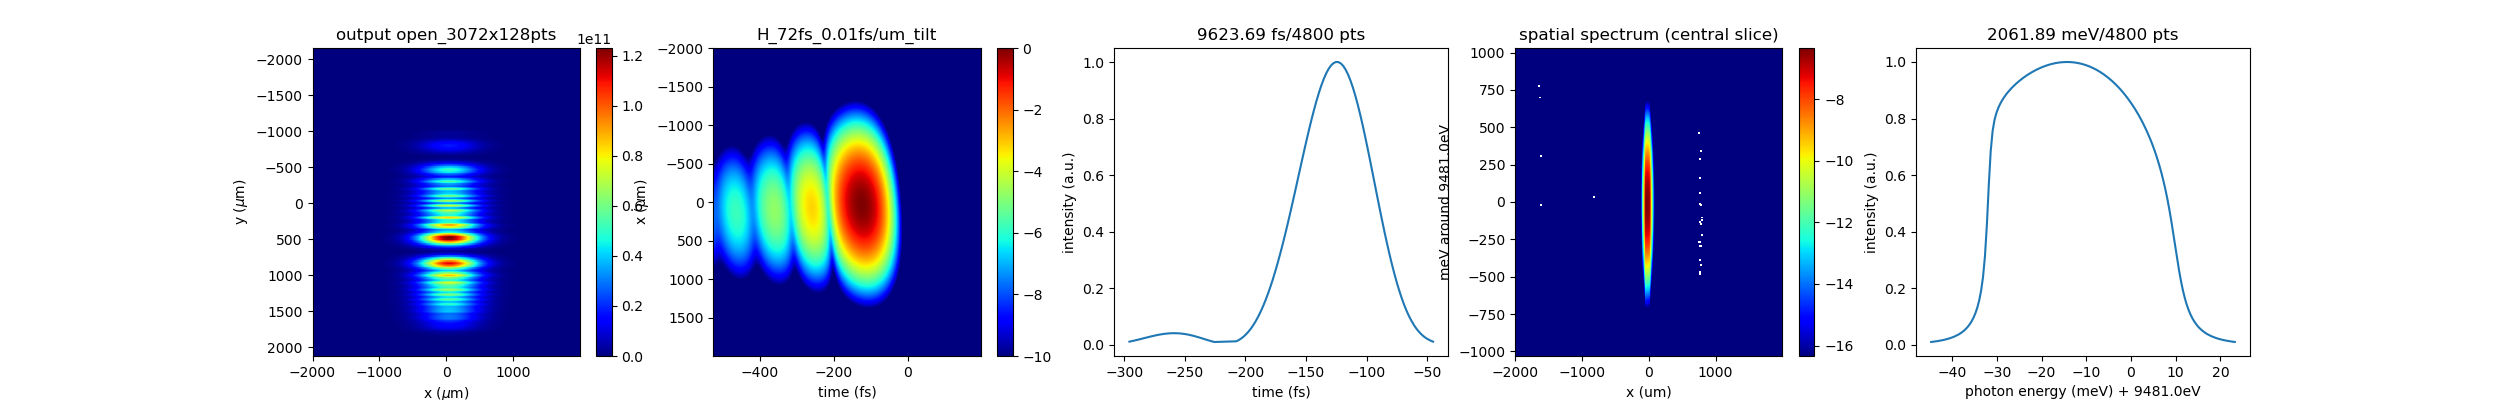 output open_3072x128pts
1e11
y (μm)
−2000
−1500
−1000
−500
0
500
1000
1500
2000
−2000 −1000 0 1000
x (μm)
1.2
1.0
0.8
0.6
0.4
0.2
0.0
H_72fs_0.01fs/um_tilt
x (μm)
−2000
−1500
−1000
−500
0
500
1000
1500
−400 −200 0
time (fs)
0
−2
−4
−6
−8
−10
9623.69 fs/4800 pts
intensity (a.u.)
1.0
0.8
0.6
0.4
0.2
0.0
−300 −250 −200 −150 −100 −50
time (fs)
spatial spectrum (central slice)
meV around 9481.0eV
1000
750
500
250
0
−250
−500
−750
−1000
−2000 −1000 0 1000
x (um)
−8
−10
−12
−14
−16
2061.89 meV/4800 pts
intensity (a.u.)
1.0
0.8
0.6
0.4
0.2
0.0
−40 −30 −20 −10 0 10 20
photon energy (meV) + 9481.0eV